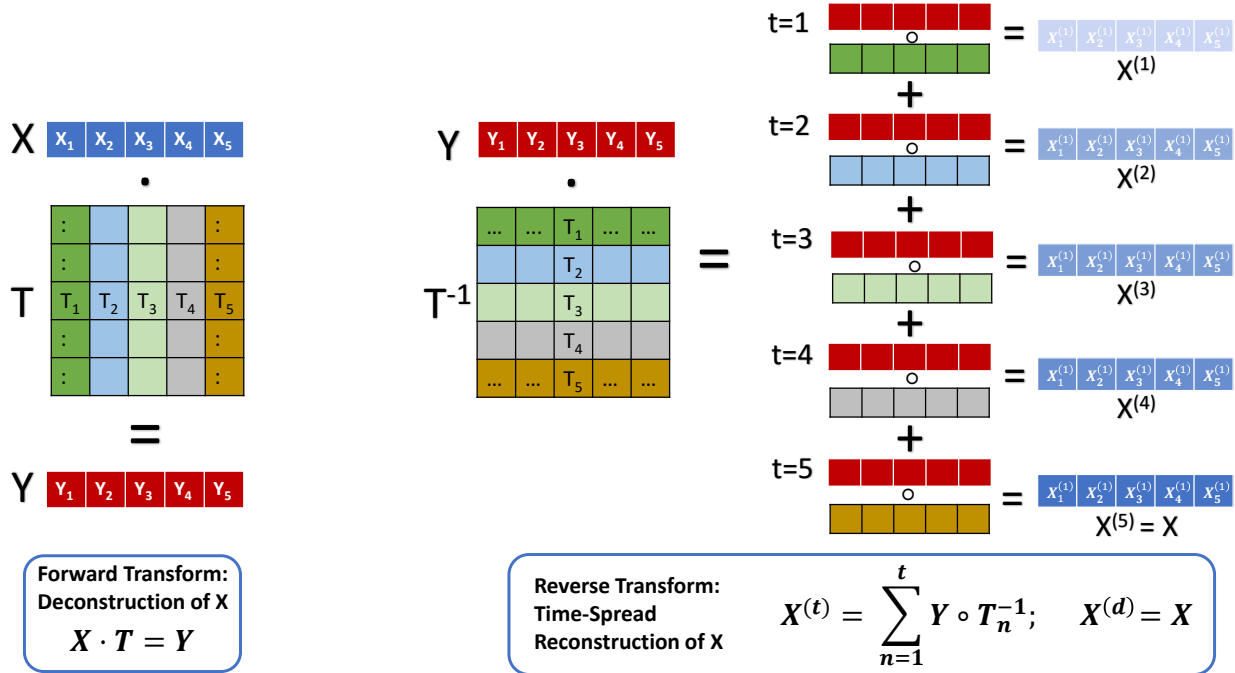 X X₁ X₂ X₃ X₄ X₅
.
:
:
:
:
T T₁ T₂ T₃ T₄ T₅
:
:
:
:
=
Y Y₁ Y₂ Y₃ Y₄ Y₅
Forward Transform:
Deconstruction of X
X · T = Y
Y Y₁ Y₂ Y₃ Y₄ Y₅
.
... ... T₁ ... ...
T₂
T⁻¹ T₃
T₄
... ... T₅ ... ...
=
t=1
∘
= X₁⁽¹⁾ X₂⁽¹⁾ X₃⁽¹⁾ X₄⁽¹⁾ X₅⁽¹⁾
X⁽¹⁾
+
t=2
∘
= X₁⁽¹⁾ X₂⁽¹⁾ X₃⁽¹⁾ X₄⁽¹⁾ X₅⁽¹⁾
X⁽²⁾
+
t=3
∘
= X₁⁽¹⁾ X₂⁽¹⁾ X₃⁽¹⁾ X₄⁽¹⁾ X₅⁽¹⁾
X⁽³⁾
+
t=4
∘
= X₁⁽¹⁾ X₂⁽¹⁾ X₃⁽¹⁾ X₄⁽¹⁾ X₅⁽¹⁾
X⁽⁴⁾
+
t=5
∘
= X₁⁽¹⁾ X₂⁽¹⁾ X₃⁽¹⁾ X₄⁽¹⁾ X₅⁽¹⁾
X⁽⁵⁾ = X
Reverse Transform:
Time-Spread
Reconstruction of X
X⁽ᵗ⁾ = ∑ₙ₌₁ᵗ Y ∘ Tₙ⁻¹; X⁽ᵈ⁾ = X